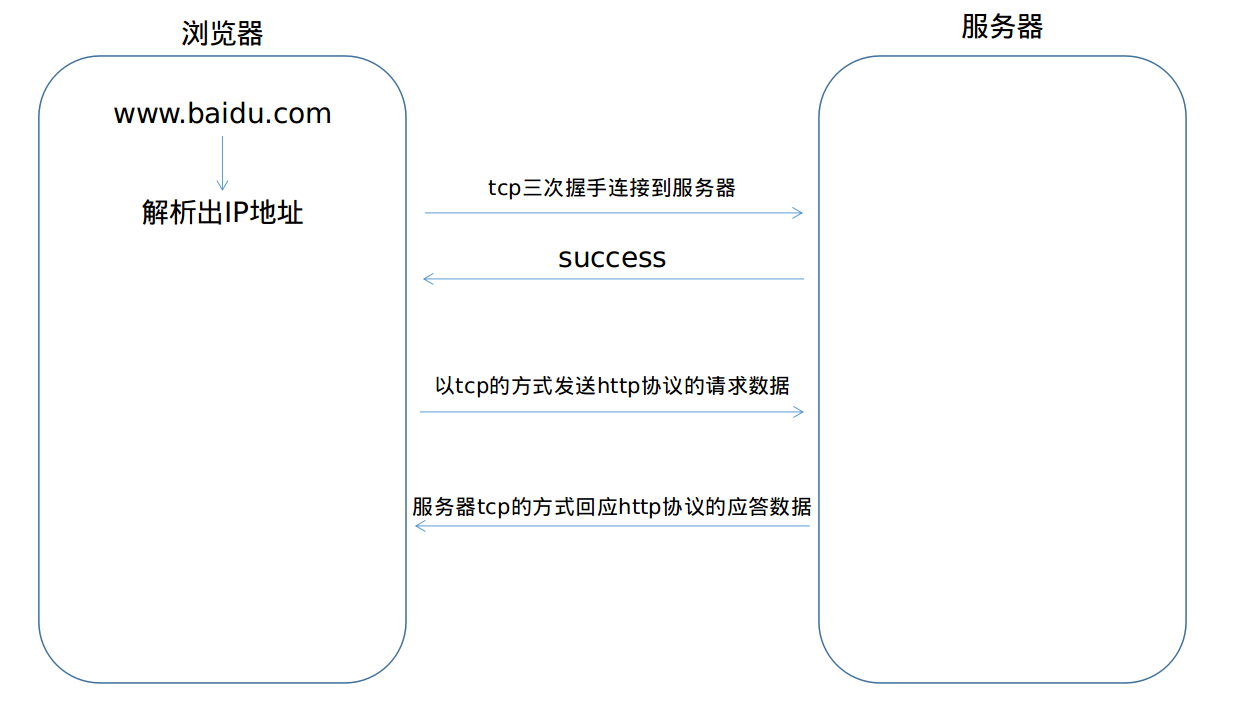 浏览器
服务器
www.baidu.com
解析出IP地址
tcp三次握手连接到服务器
success
以tcp的方式发送http协议的请求数据
服务器tcp的方式回应http协议的应答数据